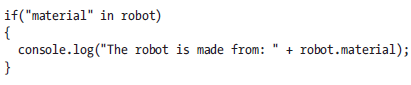 if("material" in robot)
{
  console.log("The robot is made from: " + robot.material);
}